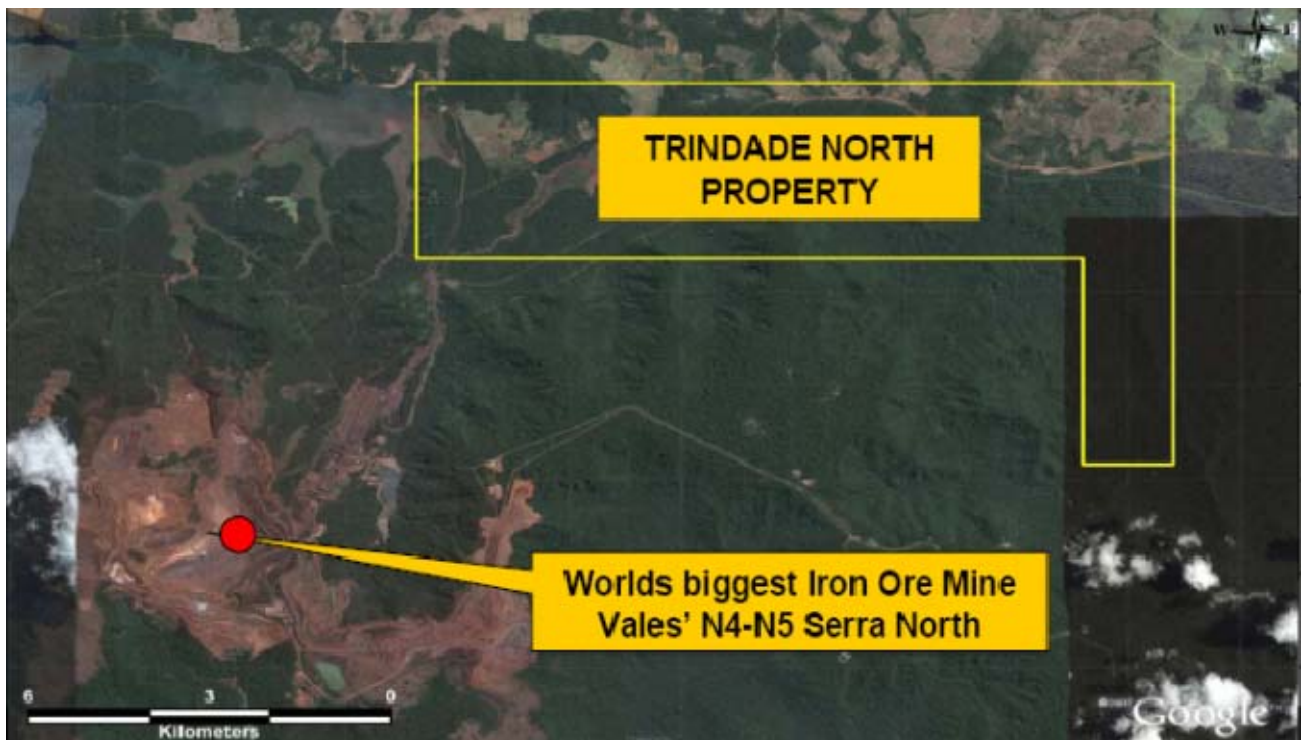 W E
TRINDADE NORTH
PROPERTY
Worlds biggest Iron Ore Mine
Vales' N4-N5 Serra North
6 3 0
Kilometers
Google